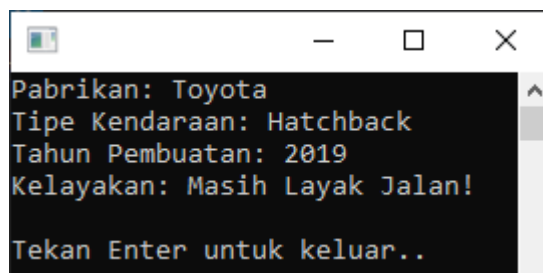 Pabrikan: Toyota
Tipe Kendaraan: Hatchback
Tahun Pembuatan: 2019
Kelayakan: Masih Layak Jalan!
Tekan Enter untuk keluar..